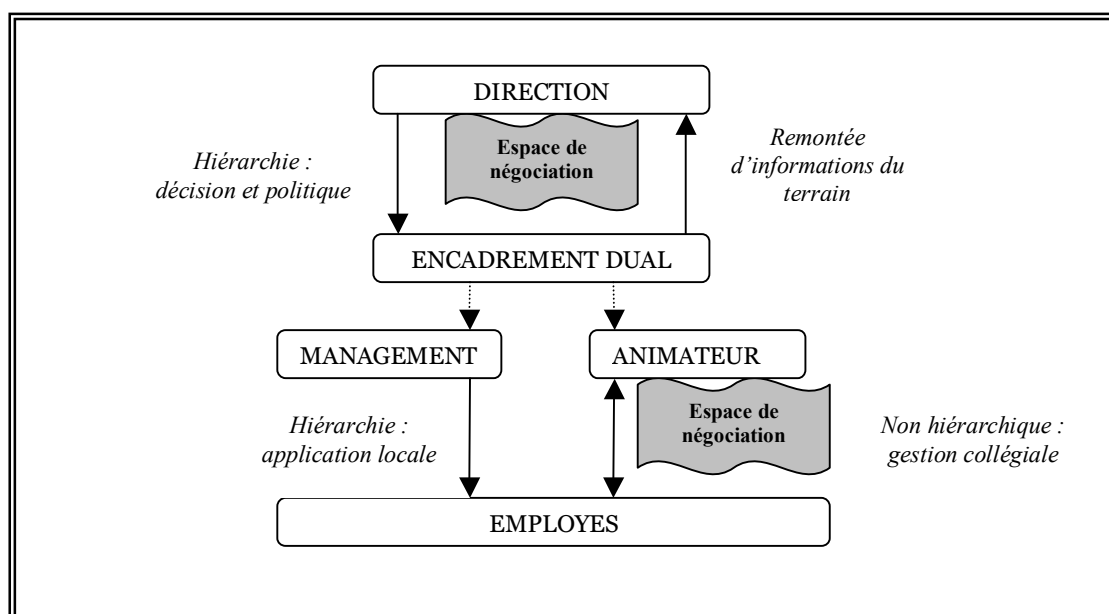 DIRECTION
Espace de
négociation
Hiérarchie :
décision et politique
Remontée
d’informations du
terrain
ENCADREMENT DUAL
MANAGEMENT
ANIMATEUR
Hiérarchie :
application locale
Espace de
négociation
Non hiérarchique :
gestion collégiale
EMPLOYES